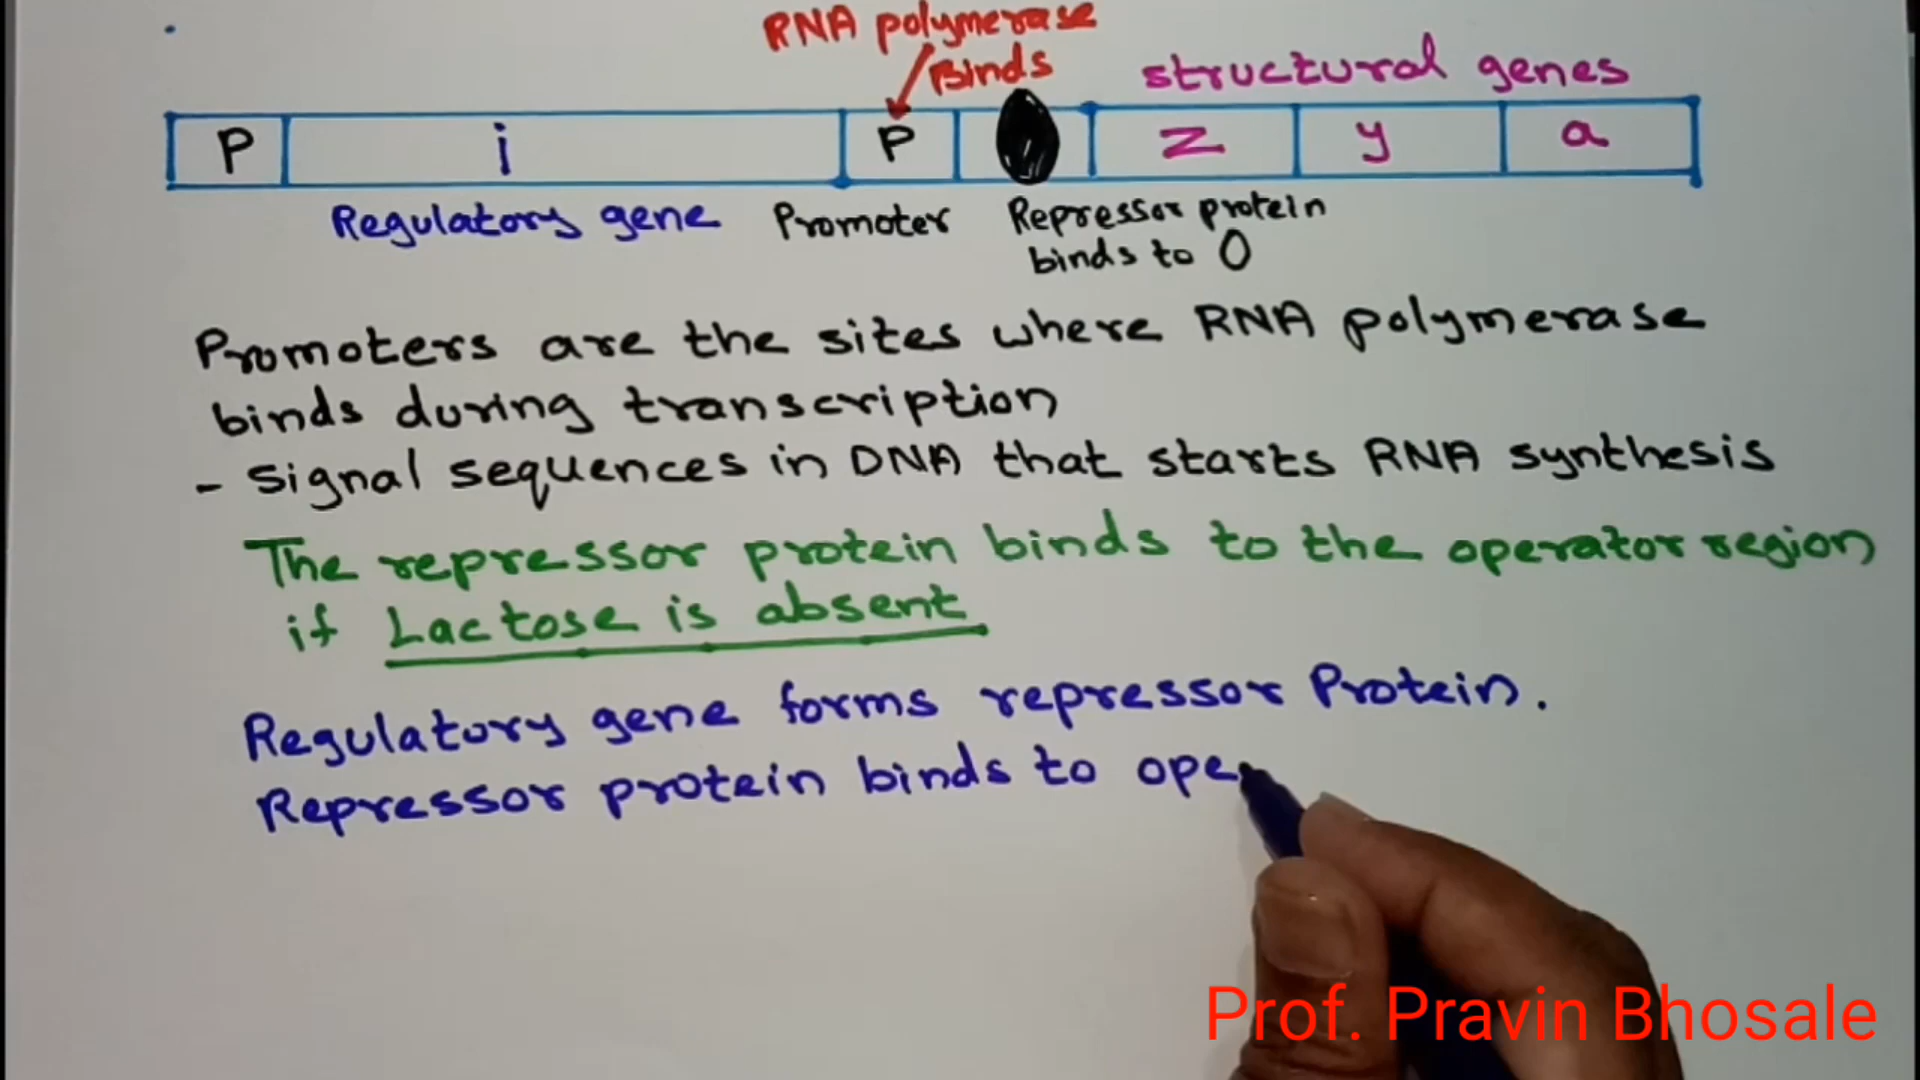 RNA polymerase
Binds
structural genes
P i P z y a
Regulatory gene Promoter Repressor protein
binds to O
Promoters are the sites where RNA polymerase
binds during transcription
- Signal sequences in DNA that starts RNA synthesis
The repressor protein binds to the operator region
if Lactose is absent
Regulatory gene forms repressor Protein.
Repressor protein binds to ope
Prof. Pravin Bhosale